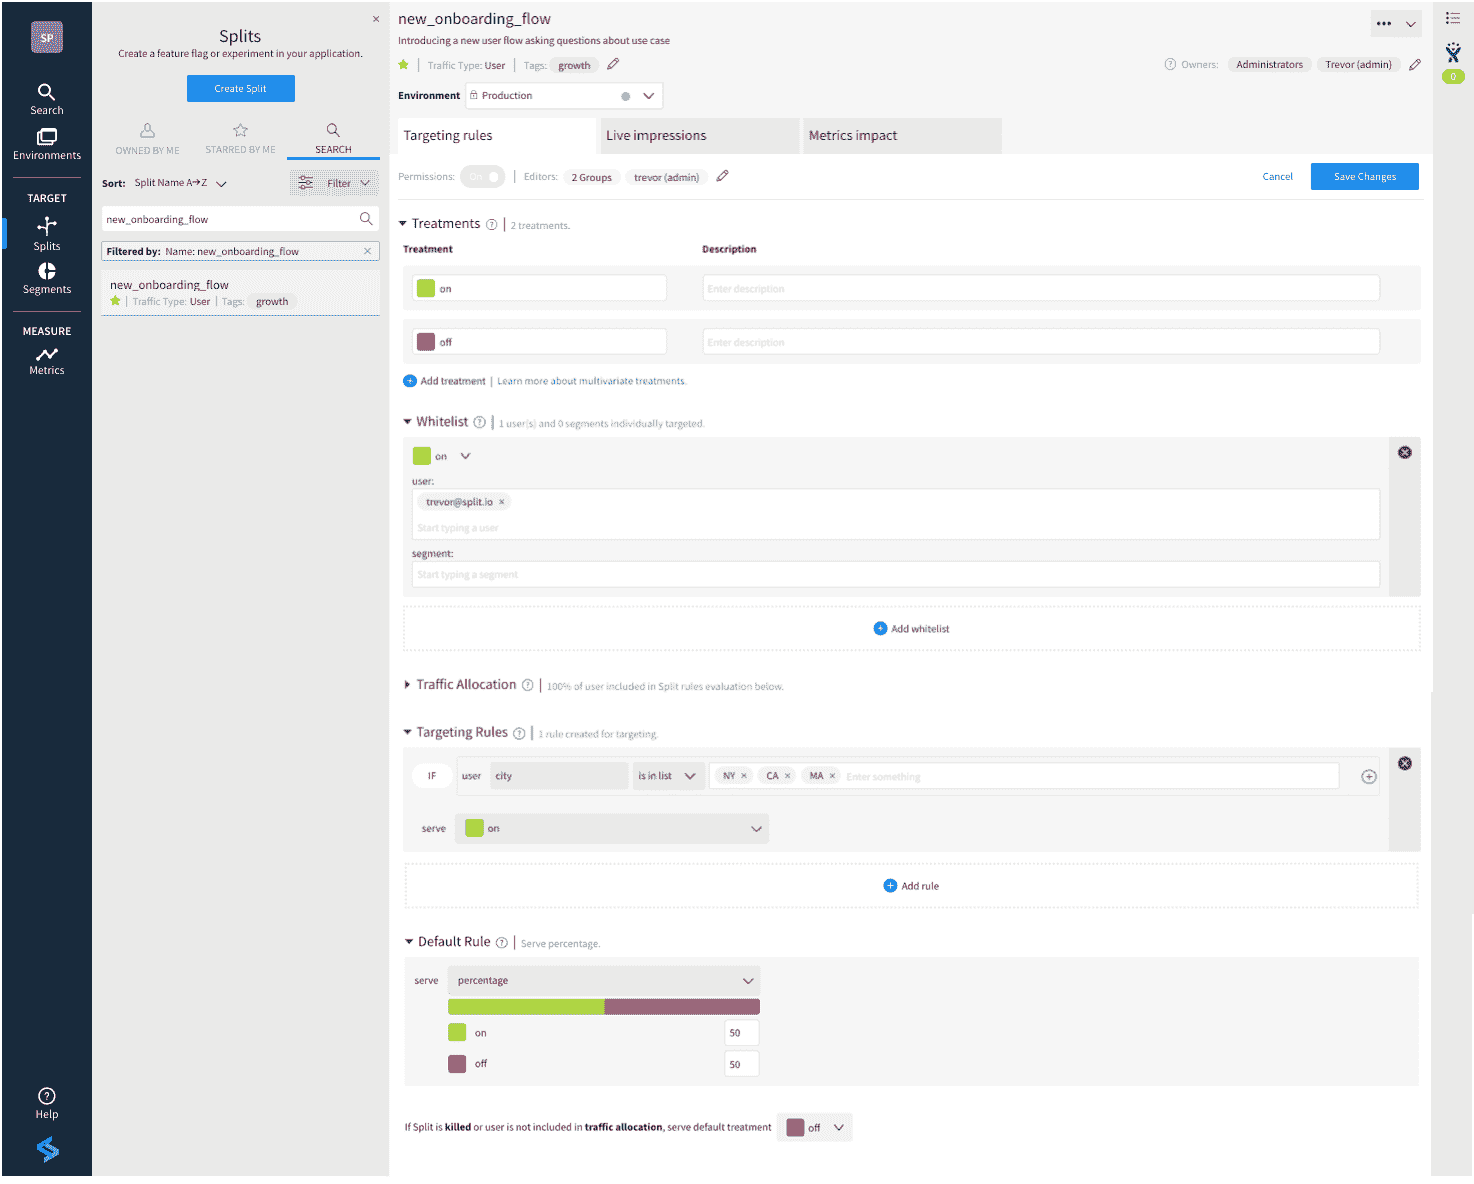 SP
Search
Environments
TARGET
Splits
Segments
MEASURE
Metrics
Help
Splits
Create a feature flag or experiment in your application.
Create Split
OWNED BY ME
STARRED BY ME
SEARCH
Sort: Split Name A→Z
Filter
new_onboarding_flow
Filtered by: Name: new_onboarding_flow
new_onboarding_flow
Traffic Type: User | Tags: growth
new_onboarding_flow
Introducing a new user flow asking questions about use case
Traffic Type: User | Tags: growth
Owners: Administrators Trevor (admin)
0
Environment Production
Targeting rules
Live impressions
Metrics impact
Permissions: On | Editors: 2 Groups trevor (admin)
Cancel
Save Changes
Treatments ? | 2 treatments.
Treatment Description
on Enter description
off Enter description
Add treatment | Learn more about multivariate treatments.
Whitelist ? | 1 user(s) and 0 segments individually targeted.
on
user:
trevor@split.io ×
Start typing a user
segment:
Start typing a segment
Add whitelist
Traffic Allocation ? | 100% of user included in Split rules evaluation below.
Targeting Rules ? | 1 rule created for targeting.
IF user city is in list NY × CA × MA × Enter something
serve on
Add rule
Default Rule ? | Serve percentage.
serve percentage
on 50
off 50
If Split is killed or user is not included in traffic allocation, serve default treatment off